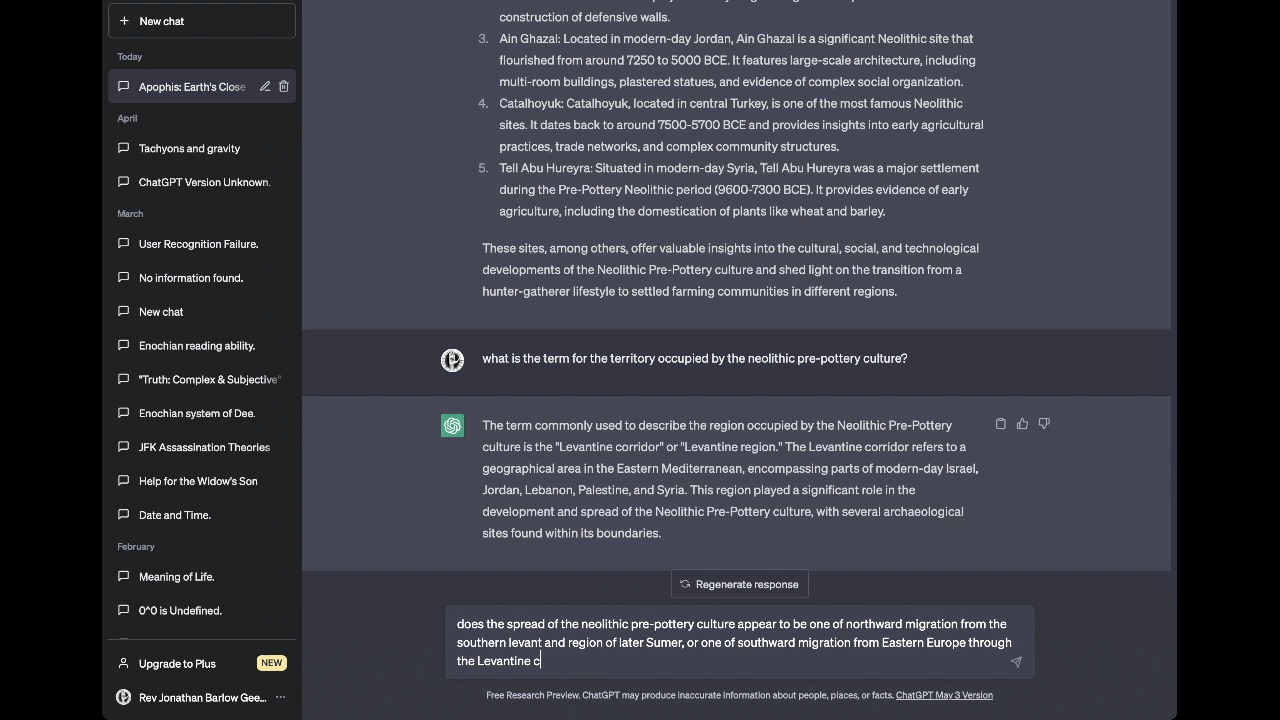 New chat
Today
Apophis: Earth's Close
April
Tachyons and gravity
ChatGPT Version Unknown.
March
User Recognition Failure.
No information found.
New chat
Enochian reading ability.
"Truth: Complex & Subjective"
Enochian system of Dee.
JFK Assassination Theories
Help for the Widow's Son
Date and Time.
February
Meaning of Life.
0^0 is Undefined.
Upgrade to Plus NEW
Rev Jonathan Barlow Gee...
construction of defensive walls.
3. Ain Ghazal: Located in modern-day Jordan, Ain Ghazal is a significant Neolithic site that
flourished from around 7250 to 5000 BCE. It features large-scale architecture, including
multi-room buildings, plastered statues, and evidence of complex social organization.
4. Catalhoyuk: Catalhoyuk, located in central Turkey, is one of the most famous Neolithic
sites. It dates back to around 7500-5700 BCE and provides insights into early agricultural
practices, trade networks, and complex community structures.
5. Tell Abu Hureyra: Situated in modern-day Syria, Tell Abu Hureyra was a major settlement
during the Pre-Pottery Neolithic period (9600-7300 BCE). It provides evidence of early
agriculture, including the domestication of plants like wheat and barley.
These sites, among others, offer valuable insights into the cultural, social, and technological
developments of the Neolithic Pre-Pottery culture and shed light on the transition from a
hunter-gatherer lifestyle to settled farming communities in different regions.
what is the term for the territory occupied by the neolithic pre-pottery culture?
The term commonly used to describe the region occupied by the Neolithic Pre-Pottery
culture is the "Levantine corridor" or "Levantine region." The Levantine corridor refers to a
geographical area in the Eastern Mediterranean, encompassing parts of modern-day Israel,
Jordan, Lebanon, Palestine, and Syria. This region played a significant role in the
development and spread of the Neolithic Pre-Pottery culture, with several archaeological
sites found within its boundaries.
Regenerate response
does the spread of the neolithic pre-pottery culture appear to be one of northward migration from the
southern levant and region of later Sumer, or one of southward migration from Eastern Europe through
the Levantine c
Free Research Preview. ChatGPT may produce inaccurate information about people, places, or facts. ChatGPT May 3 Version